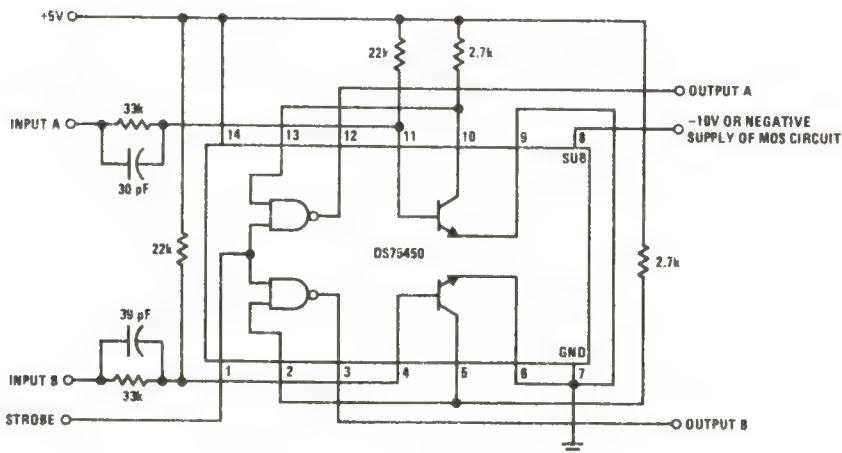 +5V
22k
2.7k
OUTPUT A
INPUT A
33k
-10V OR NEGATIVE
SUPPLY OF MOS CIRCUIT
14
13
12
11
10
9
8
SUB
30 pF
22k
DS75450
2.7k
39 pF
GND
INPUT B
33k
1
2
3
4
5
6
7
STROBE
OUTPUT B